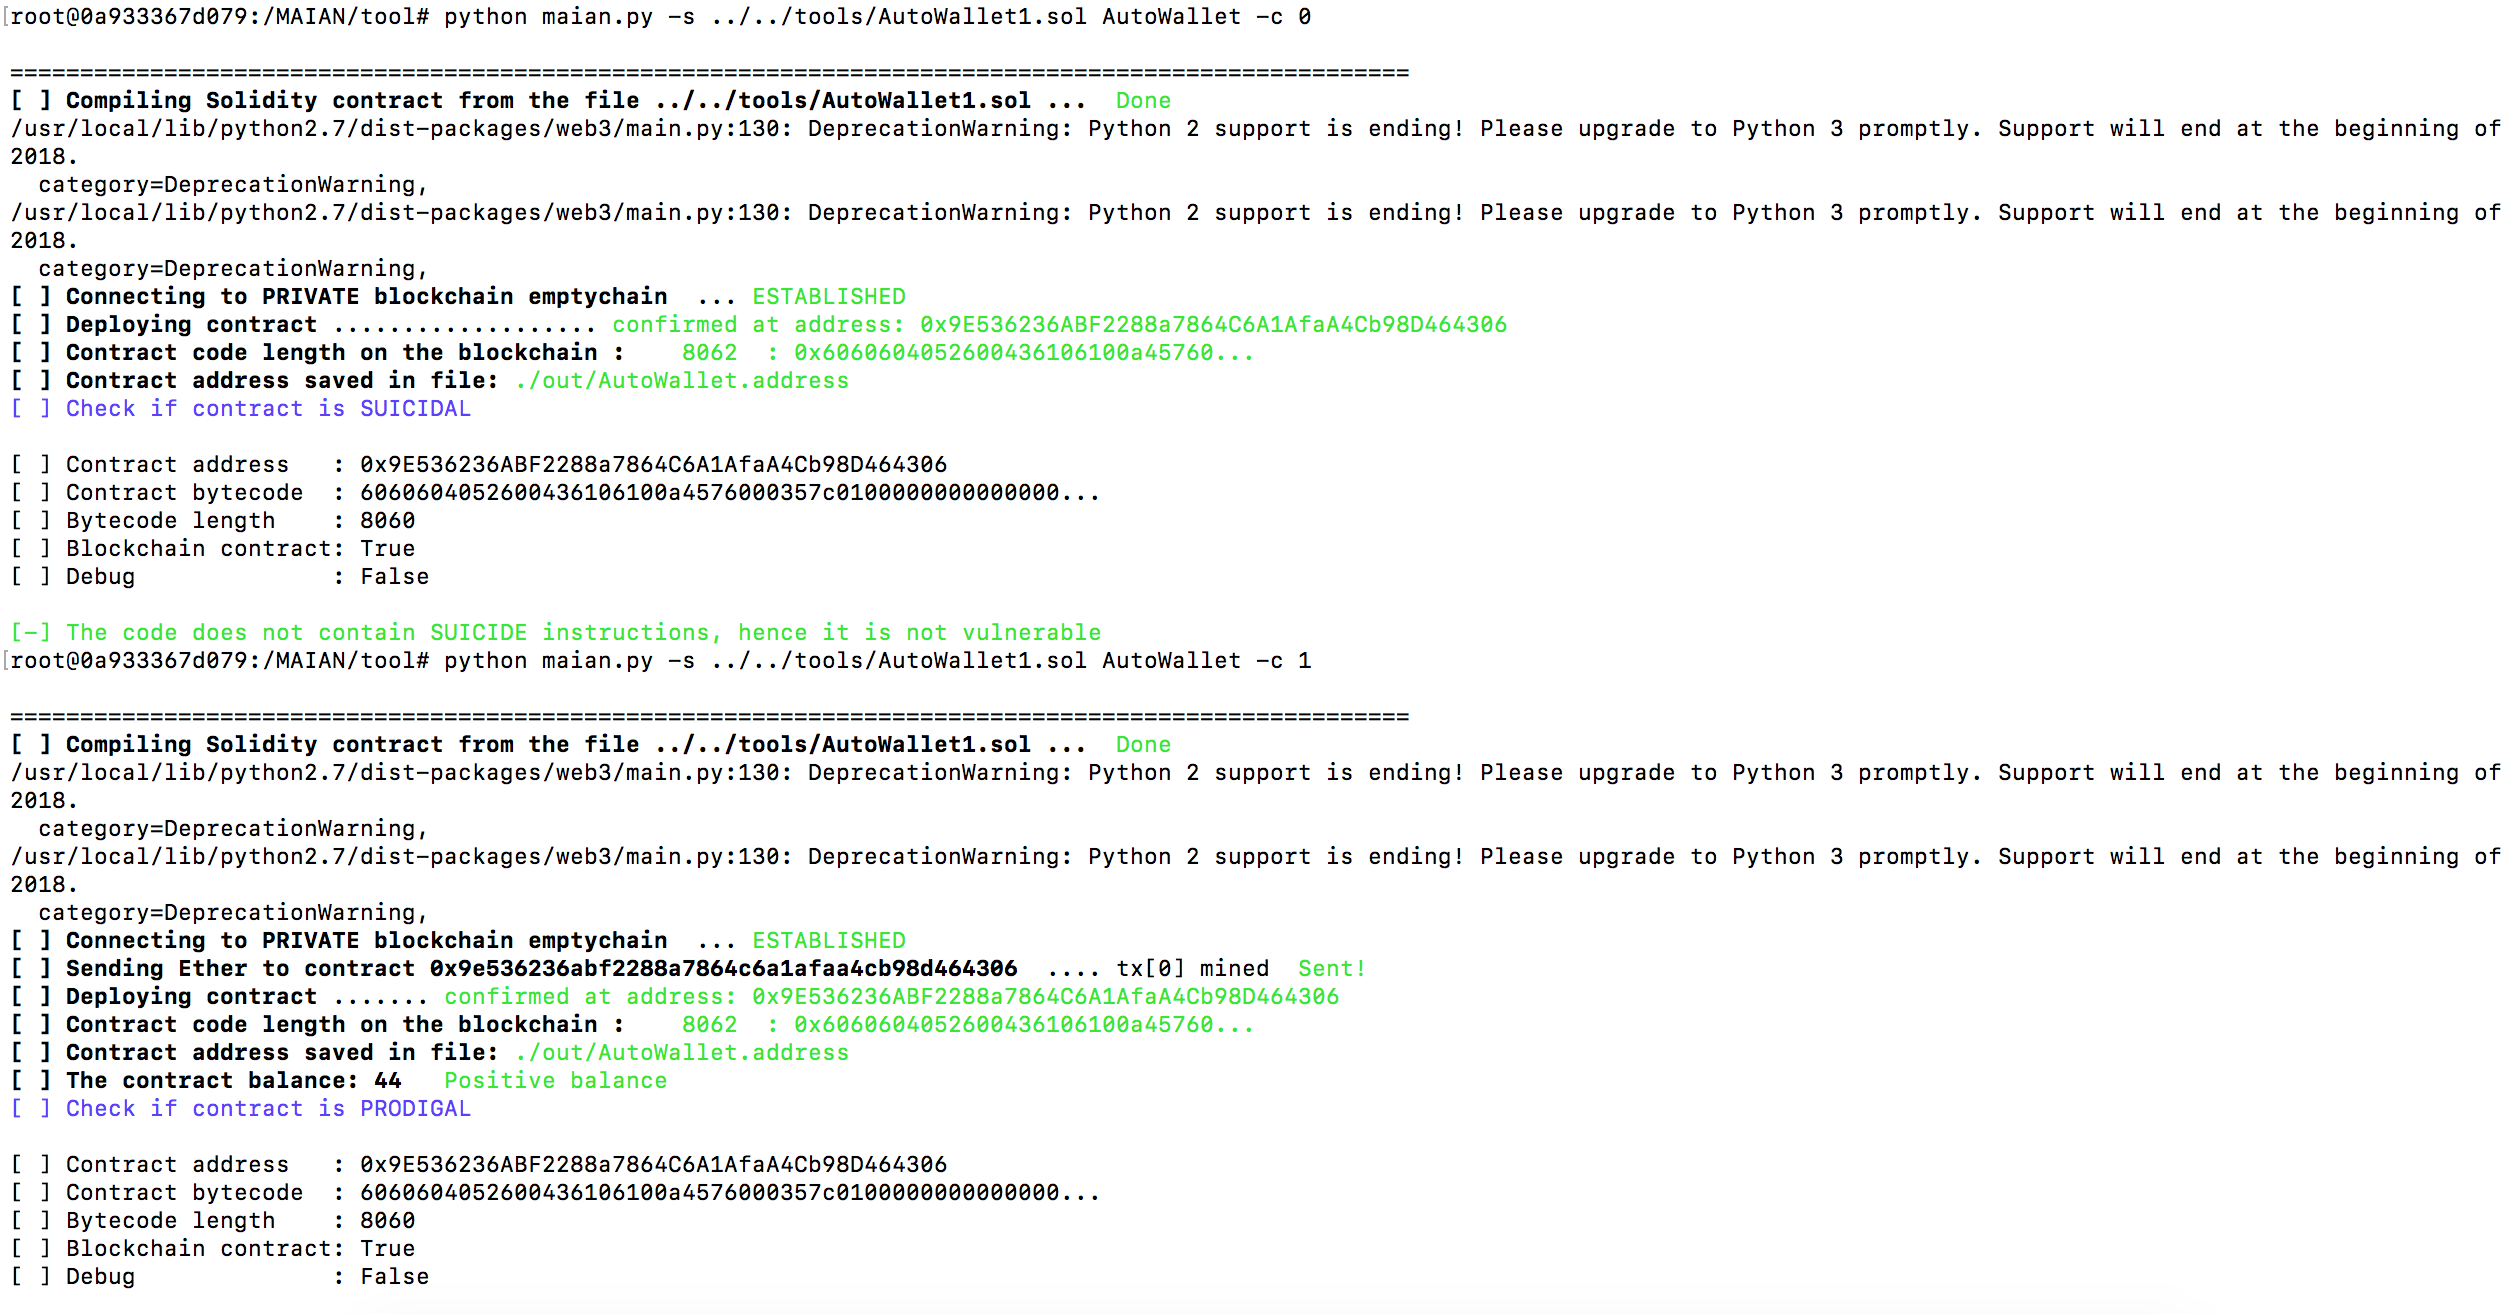 [root@0a933367d079:/MAIAN/tool# python maian.py -s ../../tools/AutoWallet1.sol AutoWallet -c 0
====================================================================================================
[ ] Compiling Solidity contract from the file ../../tools/AutoWallet1.sol ...  Done
/usr/local/lib/python2.7/dist-packages/web3/main.py:130: DeprecationWarning: Python 2 support is ending! Please upgrade to Python 3 promptly. Support will end at the beginning of
2018.
  category=DeprecationWarning,
/usr/local/lib/python2.7/dist-packages/web3/main.py:130: DeprecationWarning: Python 2 support is ending! Please upgrade to Python 3 promptly. Support will end at the beginning of
2018.
  category=DeprecationWarning,
[ ] Connecting to PRIVATE blockchain emptychain  ... ESTABLISHED
[ ] Deploying contract ................... confirmed at address: 0x9E536236ABF2288a7864C6A1AfaA4Cb98D464306
[ ] Contract code length on the blockchain :    8062  : 0x6060604052600436106100a45760...
[ ] Contract address saved in file: ./out/AutoWallet.address
[ ] Check if contract is SUICIDAL
[ ] Contract address   : 0x9E536236ABF2288a7864C6A1AfaA4Cb98D464306
[ ] Contract bytecode  : 6060604052600436106100a4576000357c0100000000000000...
[ ] Bytecode length    : 8060
[ ] Blockchain contract: True
[ ] Debug              : False
[-] The code does not contain SUICIDE instructions, hence it is not vulnerable
[root@0a933367d079:/MAIAN/tool# python maian.py -s ../../tools/AutoWallet1.sol AutoWallet -c 1
====================================================================================================
[ ] Compiling Solidity contract from the file ../../tools/AutoWallet1.sol ...  Done
/usr/local/lib/python2.7/dist-packages/web3/main.py:130: DeprecationWarning: Python 2 support is ending! Please upgrade to Python 3 promptly. Support will end at the beginning of
2018.
  category=DeprecationWarning,
/usr/local/lib/python2.7/dist-packages/web3/main.py:130: DeprecationWarning: Python 2 support is ending! Please upgrade to Python 3 promptly. Support will end at the beginning of
2018.
  category=DeprecationWarning,
[ ] Connecting to PRIVATE blockchain emptychain  ... ESTABLISHED
[ ] Sending Ether to contract 0x9e536236abf2288a7864c6a1afaa4cb98d464306  .... tx[0] mined  Sent!
[ ] Deploying contract ....... confirmed at address: 0x9E536236ABF2288a7864C6A1AfaA4Cb98D464306
[ ] Contract code length on the blockchain :    8062  : 0x6060604052600436106100a45760...
[ ] Contract address saved in file: ./out/AutoWallet.address
[ ] The contract balance: 44   Positive balance
[ ] Check if contract is PRODIGAL
[ ] Contract address   : 0x9E536236ABF2288a7864C6A1AfaA4Cb98D464306
[ ] Contract bytecode  : 6060604052600436106100a4576000357c0100000000000000...
[ ] Bytecode length    : 8060
[ ] Blockchain contract: True
[ ] Debug              : False